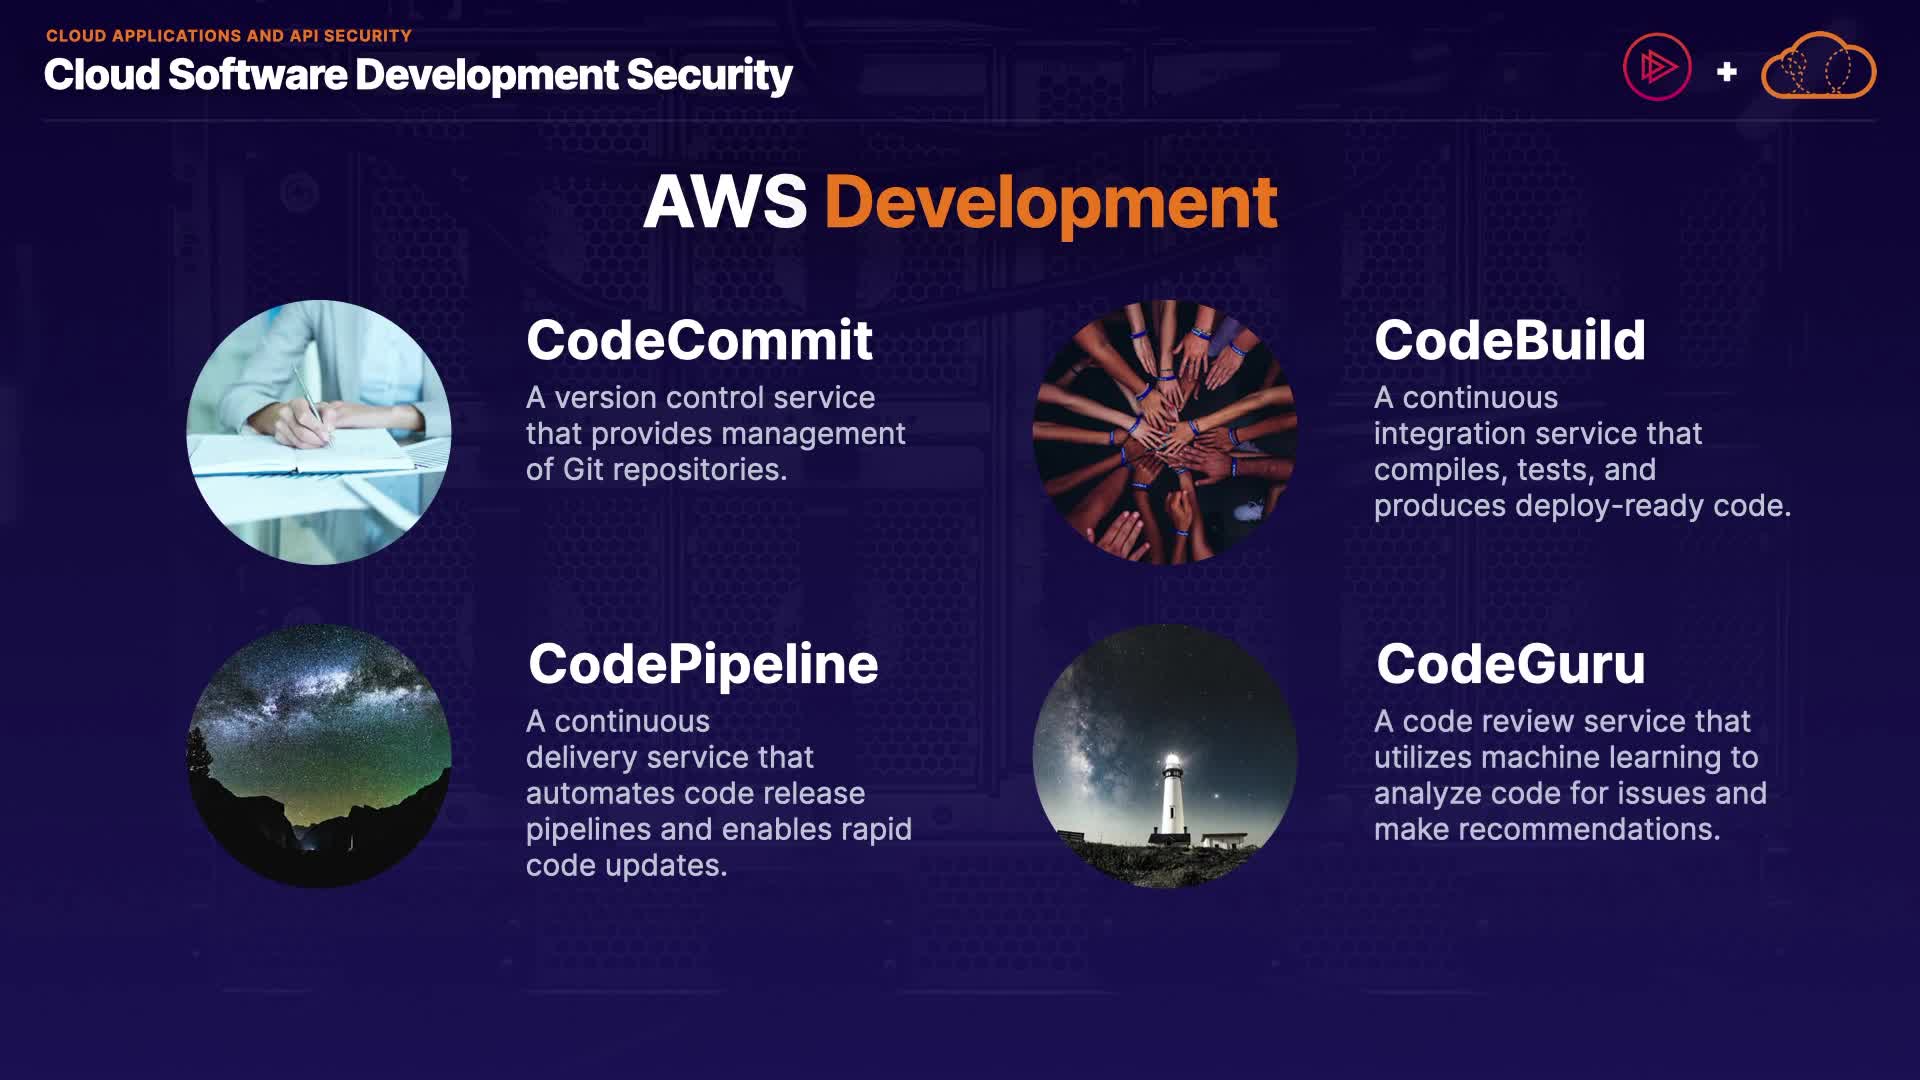 CLOUD APPLICATIONS AND API SECURITY
Cloud Software Development Security
+
AWS Development
CodeCommit
A version control service
that provides management
of Git repositories.
CodeBuild
A continuous
integration service that
compiles, tests, and
produces deploy-ready code.
CodePipeline
A continuous
delivery service that
automates code release
pipelines and enables rapid
code updates.
CodeGuru
A code review service that
utilizes machine learning to
analyze code for issues and
make recommendations.